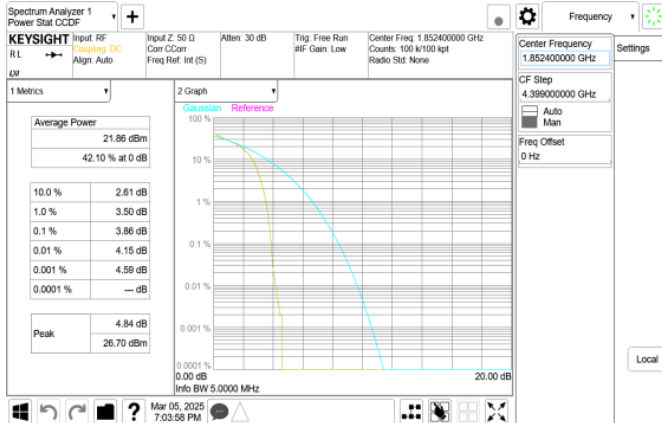 Spectrum Analyzer 1
Power Stat CCDF
Frequency
KEYSIGHT
RL
Input: RF
Coupling: DC
Align: Auto
Input Z: 50 Ω
Corr CCorr
Freq Ref: Int (S)
Atten: 30 dB
Trig: Free Run
#IF Gain: Low
Center Freq: 1.852400000 GHz
Counts: 100 k/100 kpt
Radio Std: None
Center Frequency
1.852400000 GHz
Settings
CF Step
4.399000000 GHz
Auto
Man
Freq Offset
0 Hz
Local
1 Metrics
Average Power
21.86 dBm
42.10 % at 0 dB
10.0 % 2.61 dB
1.0 % 3.50 dB
0.1 % 3.86 dB
0.01 % 4.15 dB
0.001 % 4.59 dB
0.0001 % --- dB
Peak
4.84 dB
26.70 dBm
2 Graph
Gaussian Reference
100 %
10 %
1 %
0.1 %
0.01 %
0.001 %
0.0001 %
0.00 dB 20.00 dB
Info BW 5.0000 MHz
?
Mar 05, 2025
7:03:58 PM